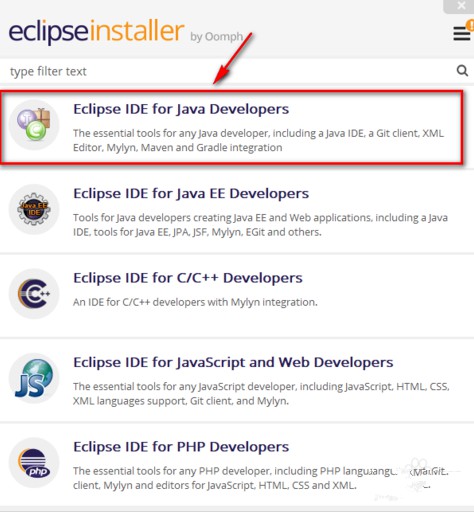 eclipseinstaller by Oomph
type filter text
Eclipse IDE for Java Developers
The essential tools for any Java developer, including a Java IDE, a Git client, XML
Editor, Mylyn, Maven and Gradle integration
Java EE
IDE
Eclipse IDE for Java EE Developers
Tools for Java developers creating Java EE and Web applications, including a Java
IDE, tools for Java EE, JPA, JSF, Mylyn, EGit and others.
C++
Eclipse IDE for C/C++ Developers
An IDE for C/C++ developers with Mylyn integration.
JS
Eclipse IDE for JavaScript and Web Developers
The essential tools for any JavaScript developer, including JavaScript, HTML, CSS,
XML languages support, Git client, and Mylyn.
php
Eclipse IDE for PHP Developers
The essential tools for any PHP developer, including PHP
client, Mylyn and editors for JavaScript, HTML, CSS and XML.